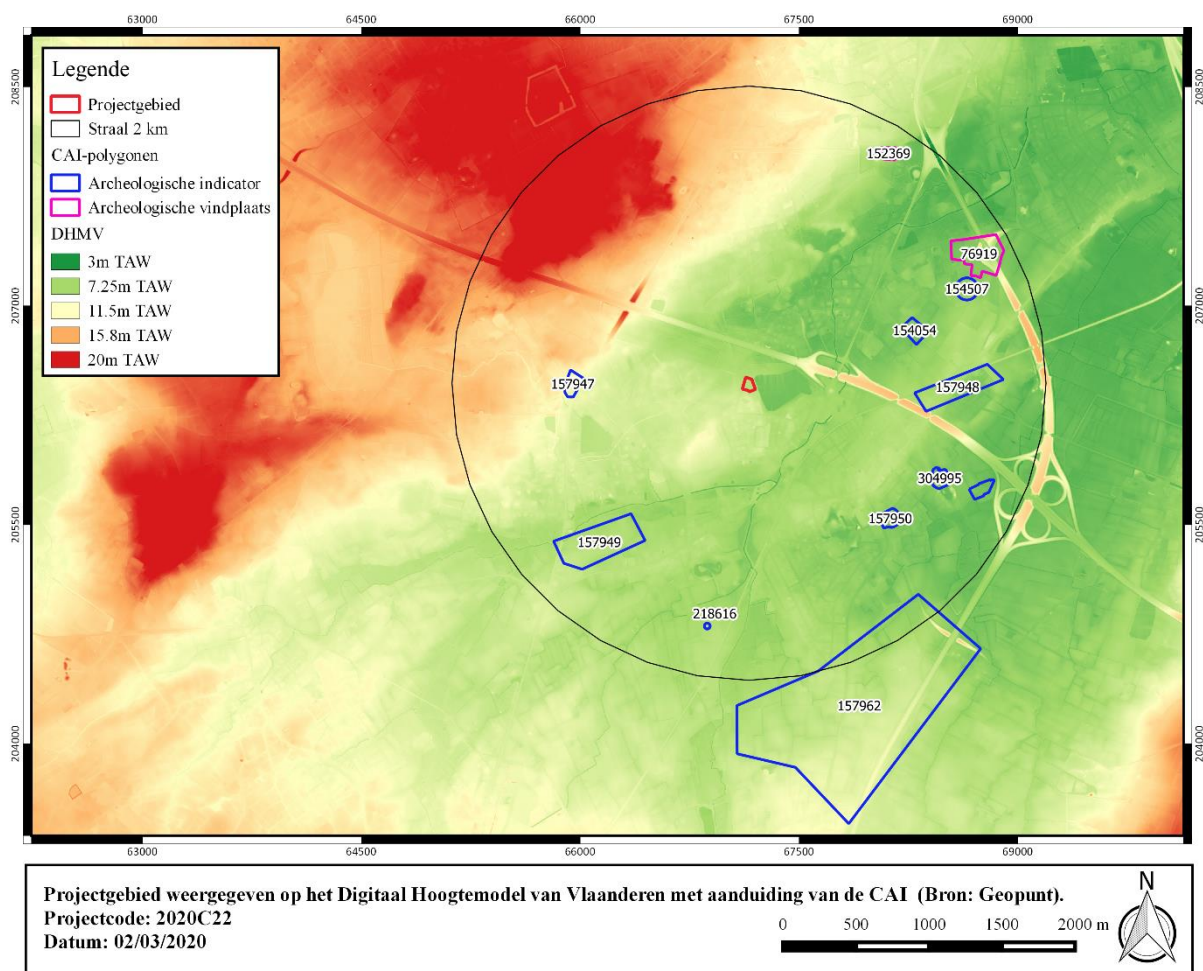 63000 64500 66000 67500 69000
208500 208500
Legende
Projectgebied
Straal 2 km
CAI-polygonen
Archeologische indicator
Archeologische vindplaats
DHMV
3m TAW
7.25m TAW
11.5m TAW
15.8m TAW
20m TAW
152369
76919
154507
207000 207000
154054
157947
157948
304995
157950
205500 205500
157949
218616
157962
204000 204000
63000 64500 66000 67500 69000
Projectgebied weergegeven op het Digitaal Hoogtemodel van Vlaanderen met aanduiding van de CAI (Bron: Geopunt).
Projectcode: 2020C22
Datum: 02/03/2020
0 500 1000 1500 2000 m
N